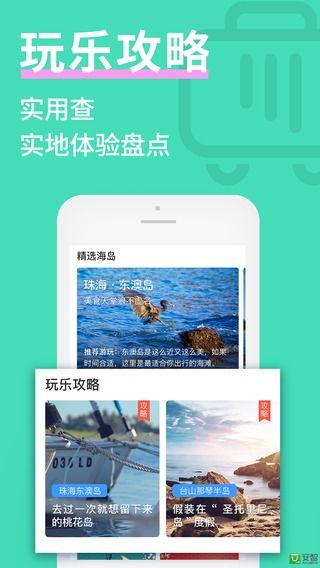 玩乐攻略
实用查
实地体验盘点
精选海岛
珠海·东澳岛
美食天堂浪不虚名
推荐游玩：东澳岛是这么近又这么美，如果
时间合适，这里是最适合你出行的海滩，
玩乐攻略
攻略
攻略
034 LD
珠海东澳岛
去过一次就想留下来
的桃花岛
台山那琴半岛
假装在“ 圣托里尼
岛 ”度假
安智